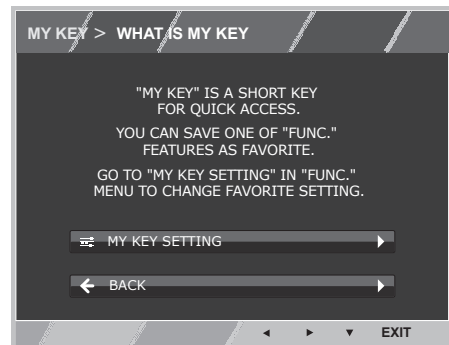 MY KEY > WHAT IS MY KEY
"MY KEY" IS A SHORT KEY
FOR QUICK ACCESS.
YOU CAN SAVE ONE OF "FUNC."
FEATURES AS FAVORITE.
GO TO "MY KEY SETTING" IN "FUNC."
MENU TO CHANGE FAVORITE SETTING.
MY KEY SETTING
BACK
EXIT